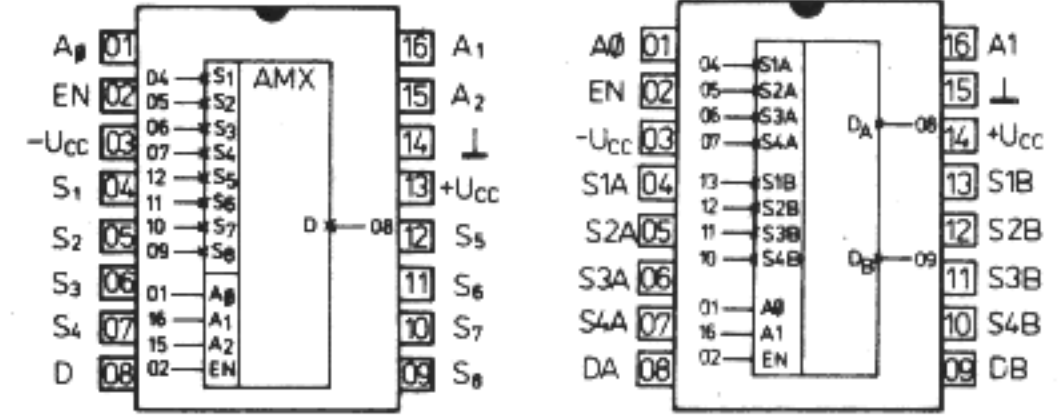 Aø 01 16 A₁
EN 02 15 A₂
-Ucc 03 14 ⊥
S₁ 04 13 +Ucc
S₂ 05 12 S₅
S₃ 06 11 S₆
S₄ 07 10 S₇
D 08 09 S₈
AMX
04 S₁
05 S₂
06 S₃
07 S₄
12 S₅
11 S₆
10 S₇
09 S₈
D 08
01 Aø
16 A₁
15 A₂
02 EN
AØ 01 16 A1
EN 02 15 ⊥
-Ucc 03 14 +Ucc
S1A 04 13 S1B
S2A 05 12 S2B
S3A 06 11 S3B
S4A 07 10 S4B
DA 08 09 DB
04 S1A
05 S2A
06 S3A
07 S4A
DA 08
13 S1B
12 S2B
11 S3B
10 S4B
DB 09
01 AØ
16 A1
02 EN